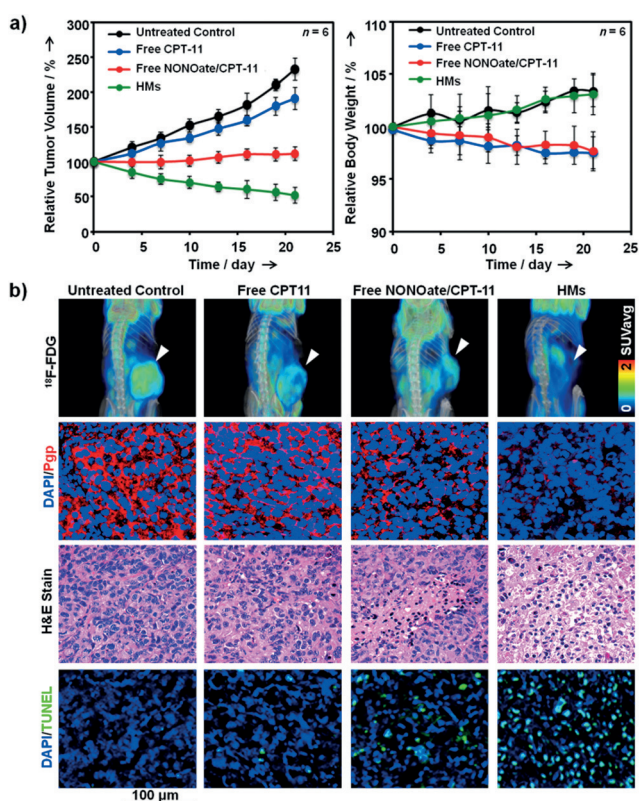 a)
Relative Tumor Volume / % →
300
250
200
150
100
50
0
0 5 10 15 20 25
Time / day →
Untreated Control
Free CPT-11
Free NONOate/CPT-11
HMs
n = 6
Relative Body Weight / % →
110
105
100
95
90
0 5 10 15 20 25
Time / day →
Untreated Control
Free CPT-11
Free NONOate/CPT-11
HMs
n = 6
b)
Untreated Control Free CPT11 Free NONOate/CPT-11 HMs
¹⁸F-FDG
0 2 SUVavg
DAPI/Pgp
H&E Stain
DAPI/TUNEL
100 µm